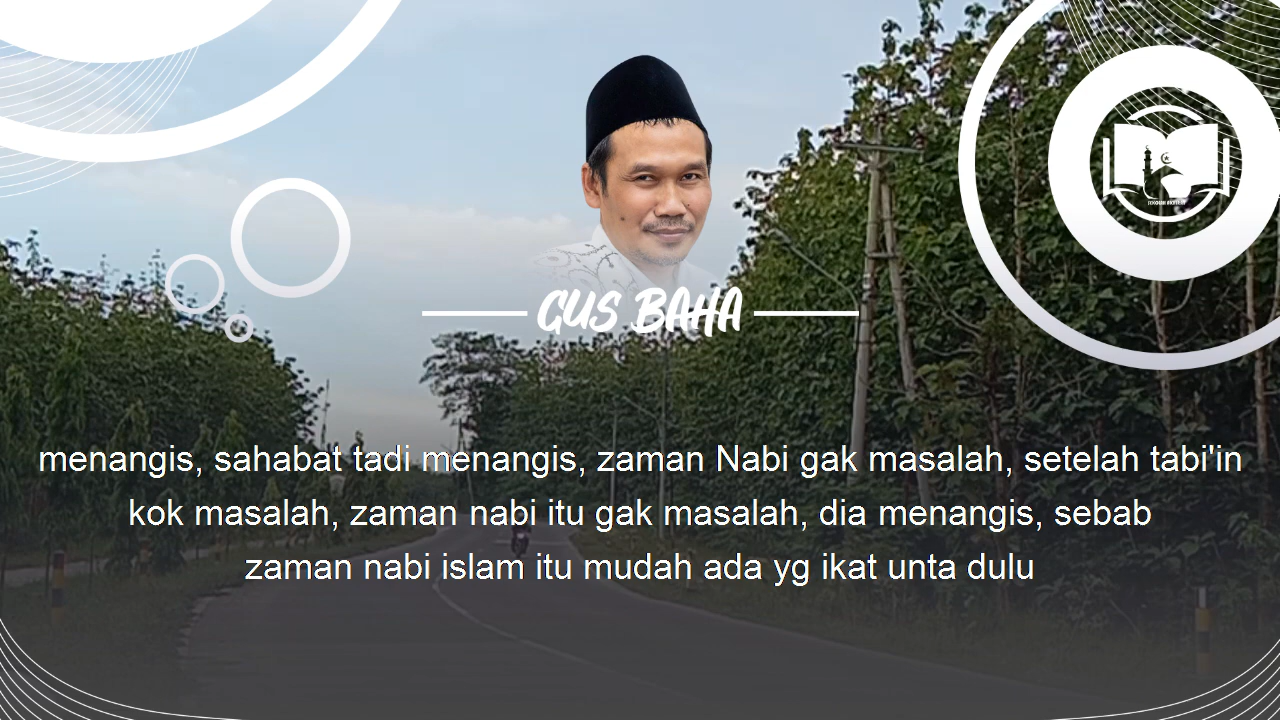 GUS BAHA
menangis, sahabat tadi menangis, zaman Nabi gak masalah, setelah tabi'in
kok masalah, zaman nabi itu gak masalah, dia menangis, sebab
zaman nabi islam itu mudah ada yg ikat unta dulu